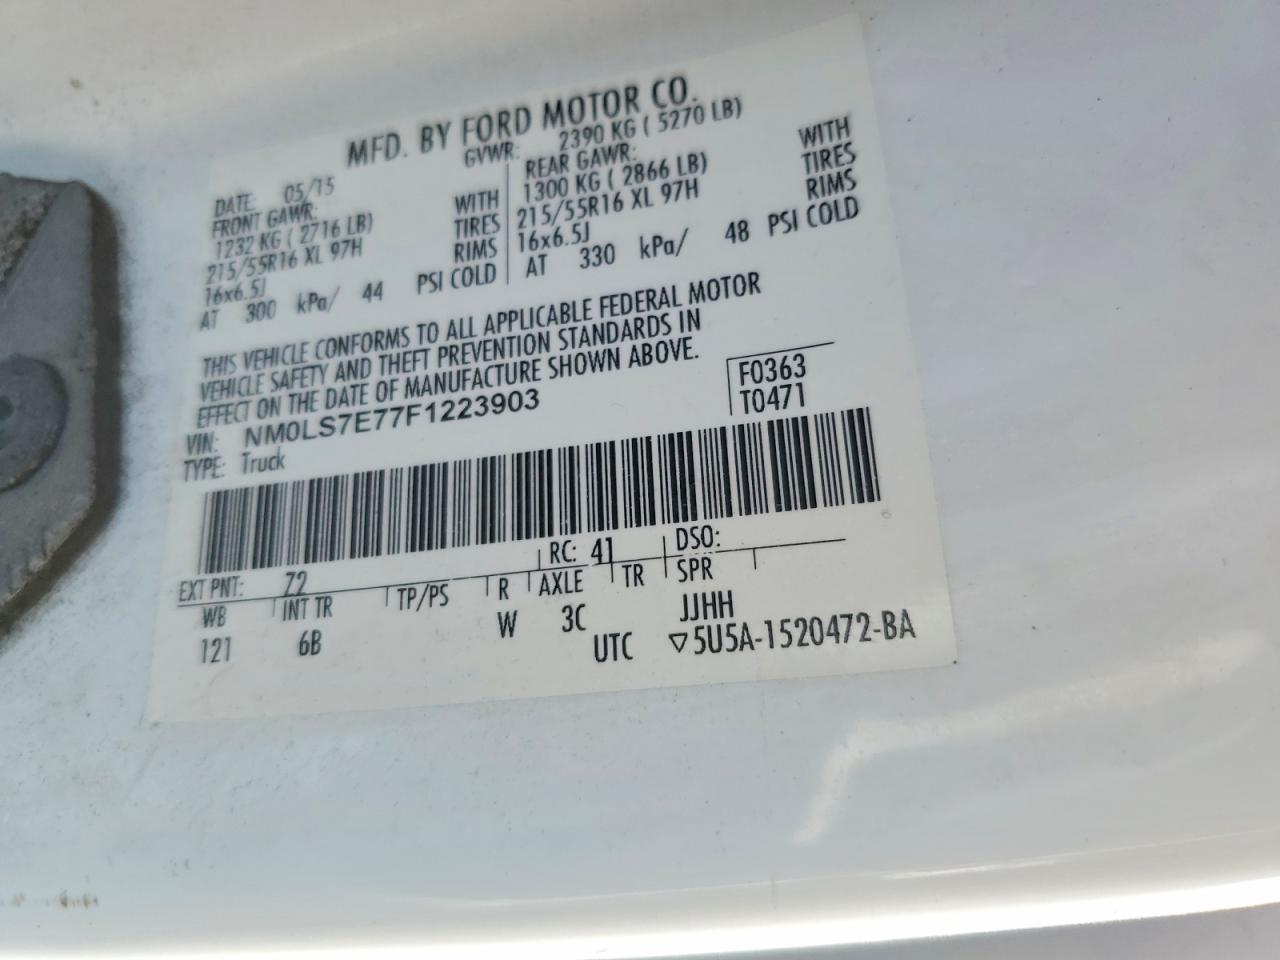 MFD. BY FORD MOTOR CO.
DATE: 05/15 GVWR: 2390 KG ( 5270 LB)
FRONT GAWR: REAR GAWR:
1232 KG ( 2716 LB) WITH 1300 KG ( 2866 LB) WITH
215/55R16 XL 97H TIRES 215/55R16 XL 97H TIRES
16x6.5J RIMS 16x6.5J RIMS
AT 300 kPa/ 44 PSI COLD AT 330 kPa/ 48 PSI COLD
THIS VEHICLE CONFORMS TO ALL APPLICABLE FEDERAL MOTOR
VEHICLE SAFETY AND THEFT PREVENTION STANDARDS IN
EFFECT ON THE DATE OF MANUFACTURE SHOWN ABOVE.
VIN: NM0LS7E77F1223903 F0363
TYPE: Truck T0471
EXT PNT: Z2 RC: 41 DSO:
WB INT TR TP/PS R AXLE TR SPR
121 6B W 3C JJHH
UTC ▽5U5A-1520472-BA